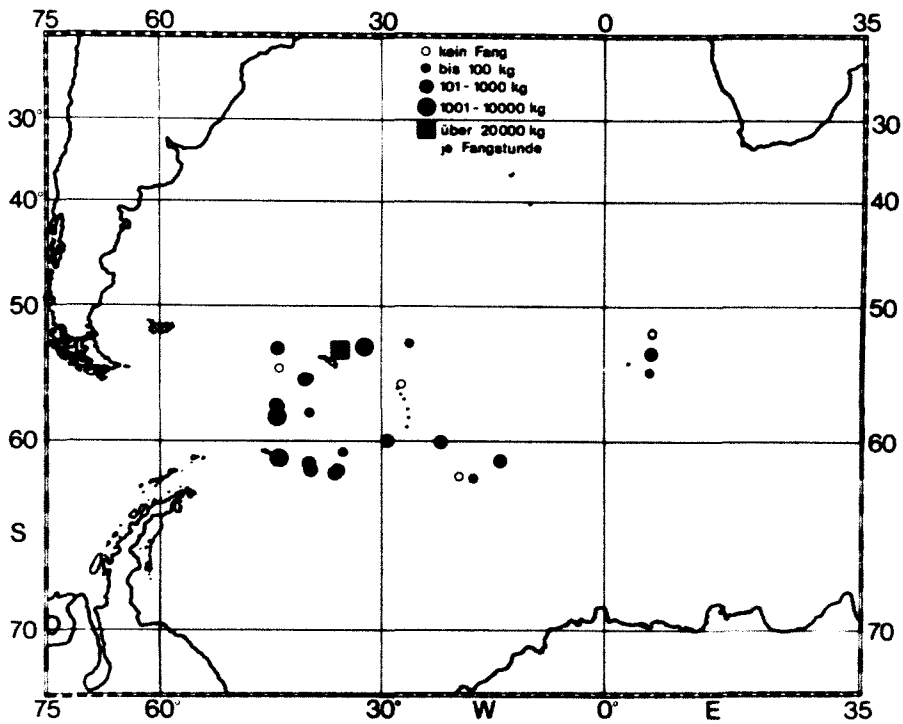 75 60 30 0 35
○ kein Fang
● bis 100 kg
● 101 - 1000 kg
● 1001 - 10000 kg
■ über 20000 kg
je Fangstunde
30° 30
40° 40
50 50
60 60
S
70 70
75 60° 30° W 0° E 35